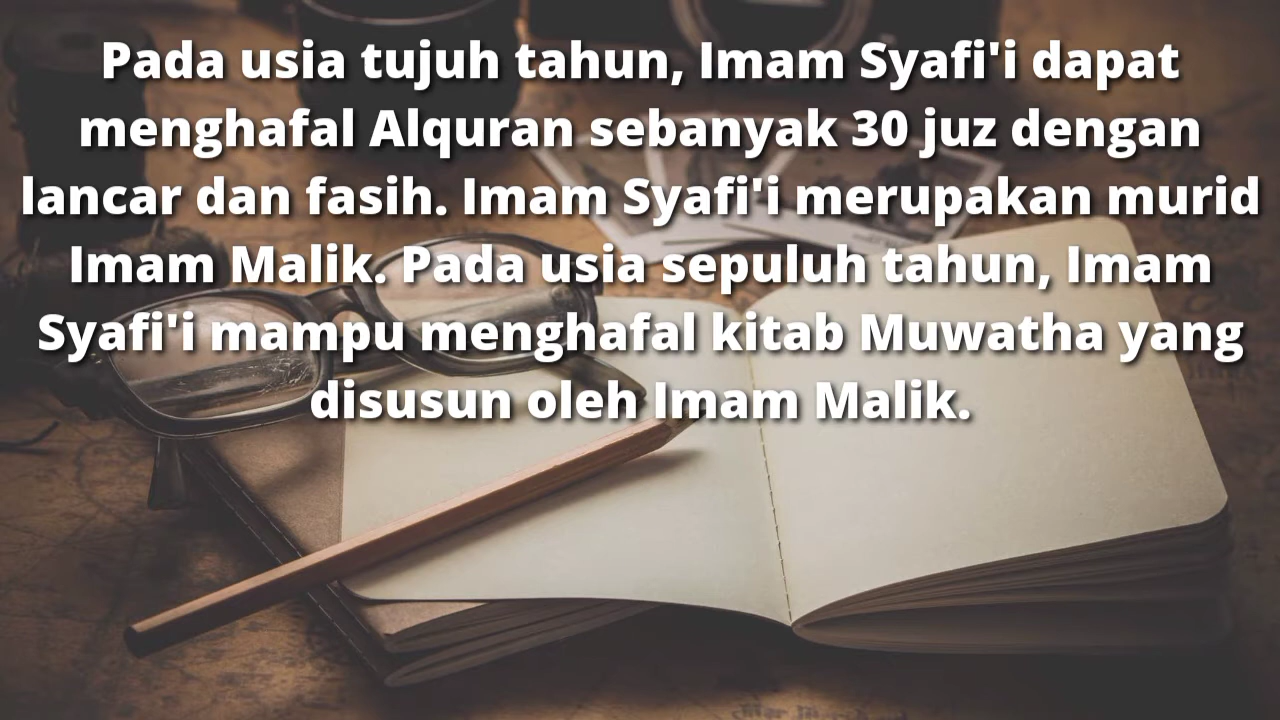 Pada usia tujuh tahun, Imam Syafi'i dapat
menghafal Alquran sebanyak 30 juz dengan
lancar dan fasih. Imam Syafi'i merupakan murid
Imam Malik. Pada usia sepuluh tahun, Imam
Syafi'i mampu menghafal kitab Muwatha yang
disusun oleh Imam Malik.